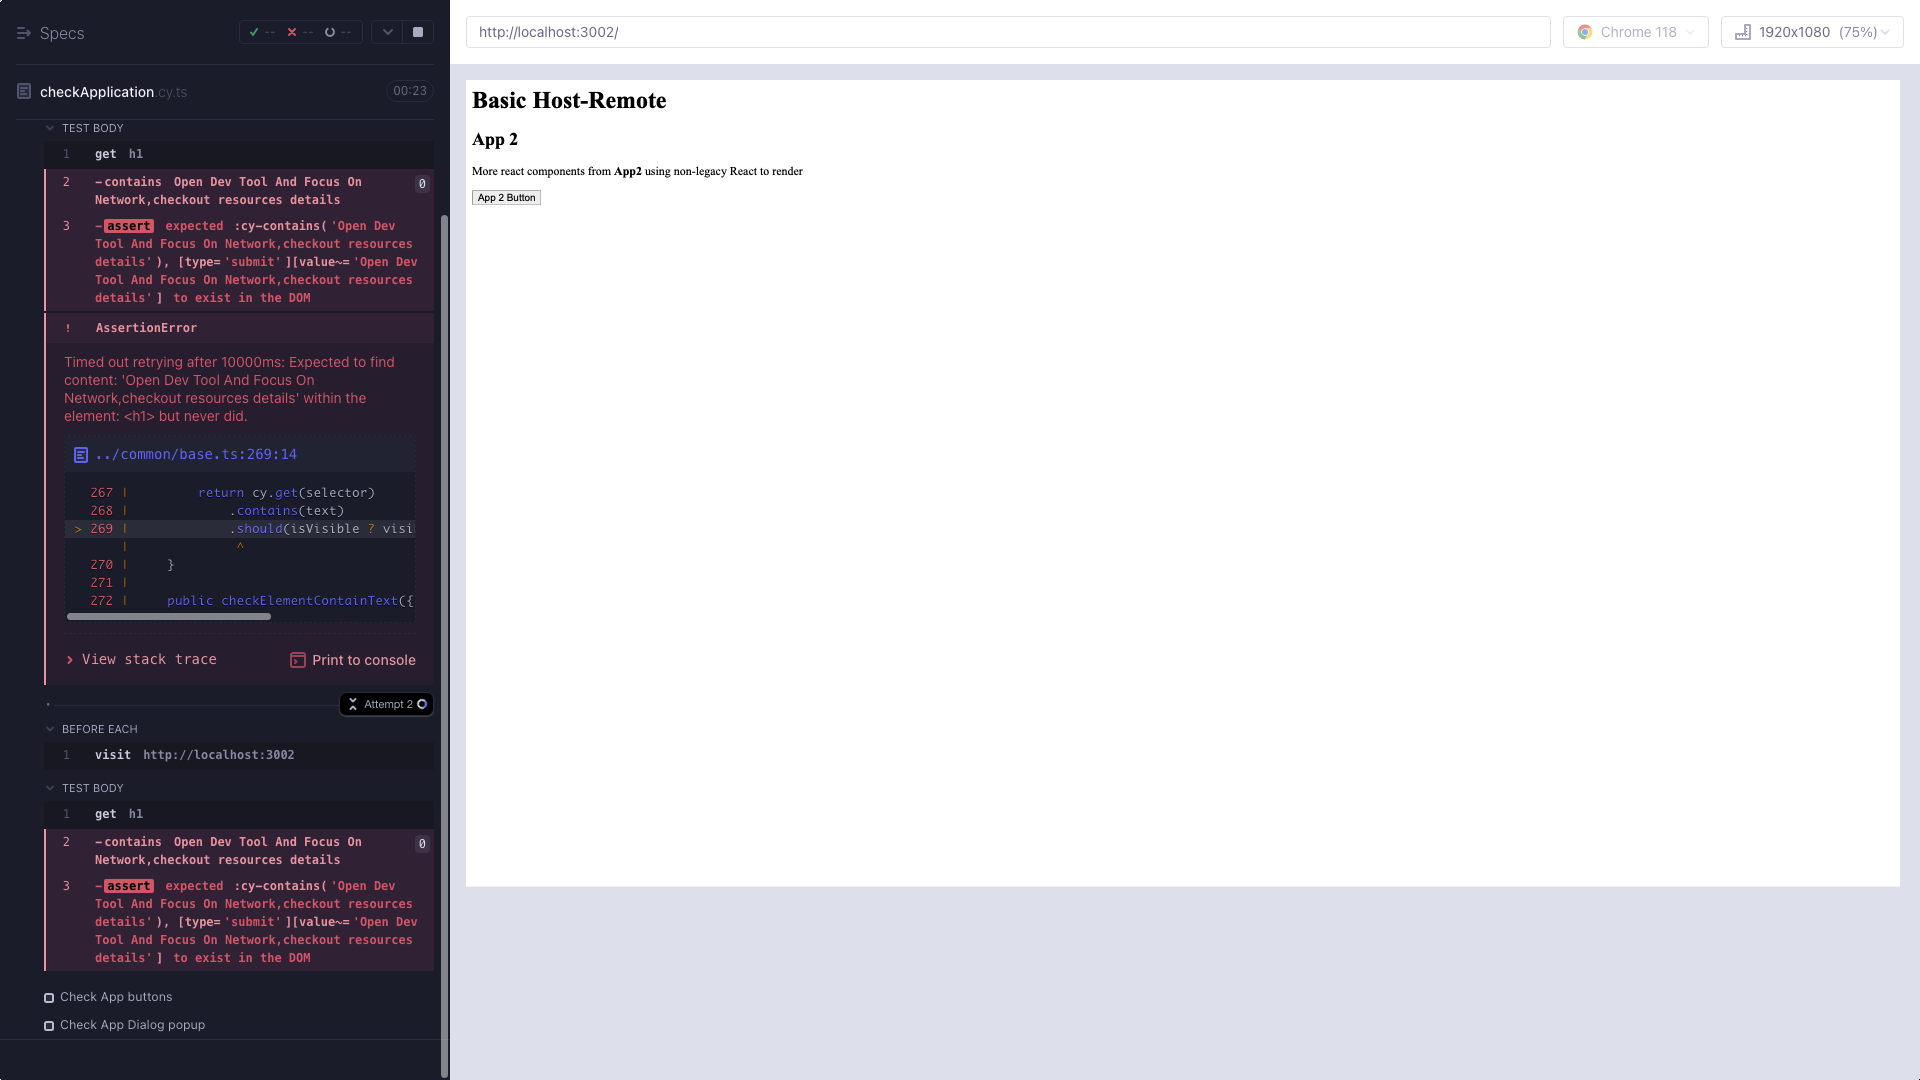 Specs
-- -- --
checkApplication.cy.ts 00:23
TEST BODY
1 get h1
2 -contains Open Dev Tool And Focus On 0
Network,checkout resources details
3 -assert expected :cy-contains('Open Dev
Tool And Focus On Network,checkout resources
details'), [type='submit'][value~='Open Dev
Tool And Focus On Network,checkout resources
details'] to exist in the DOM
! AssertionError
Timed out retrying after 10000ms: Expected to find
content: 'Open Dev Tool And Focus On
Network,checkout resources details' within the
element: <h1> but never did.
../common/base.ts:269:14
267 | return cy.get(selector)
268 | .contains(text)
> 269 | .should(isVisible ? visi
| ^
270 | }
271 |
272 | public checkElementContainText({
View stack trace Print to console
Attempt 2
BEFORE EACH
1 visit http://localhost:3002
TEST BODY
1 get h1
2 -contains Open Dev Tool And Focus On 0
Network,checkout resources details
3 -assert expected :cy-contains('Open Dev
Tool And Focus On Network,checkout resources
details'), [type='submit'][value~='Open Dev
Tool And Focus On Network,checkout resources
details'] to exist in the DOM
Check App buttons
Check App Dialog popup
http://localhost:3002/
Chrome 118
1920x1080 (75%)
Basic Host-Remote
App 2
More react components from App2 using non-legacy React to render
App 2 Button